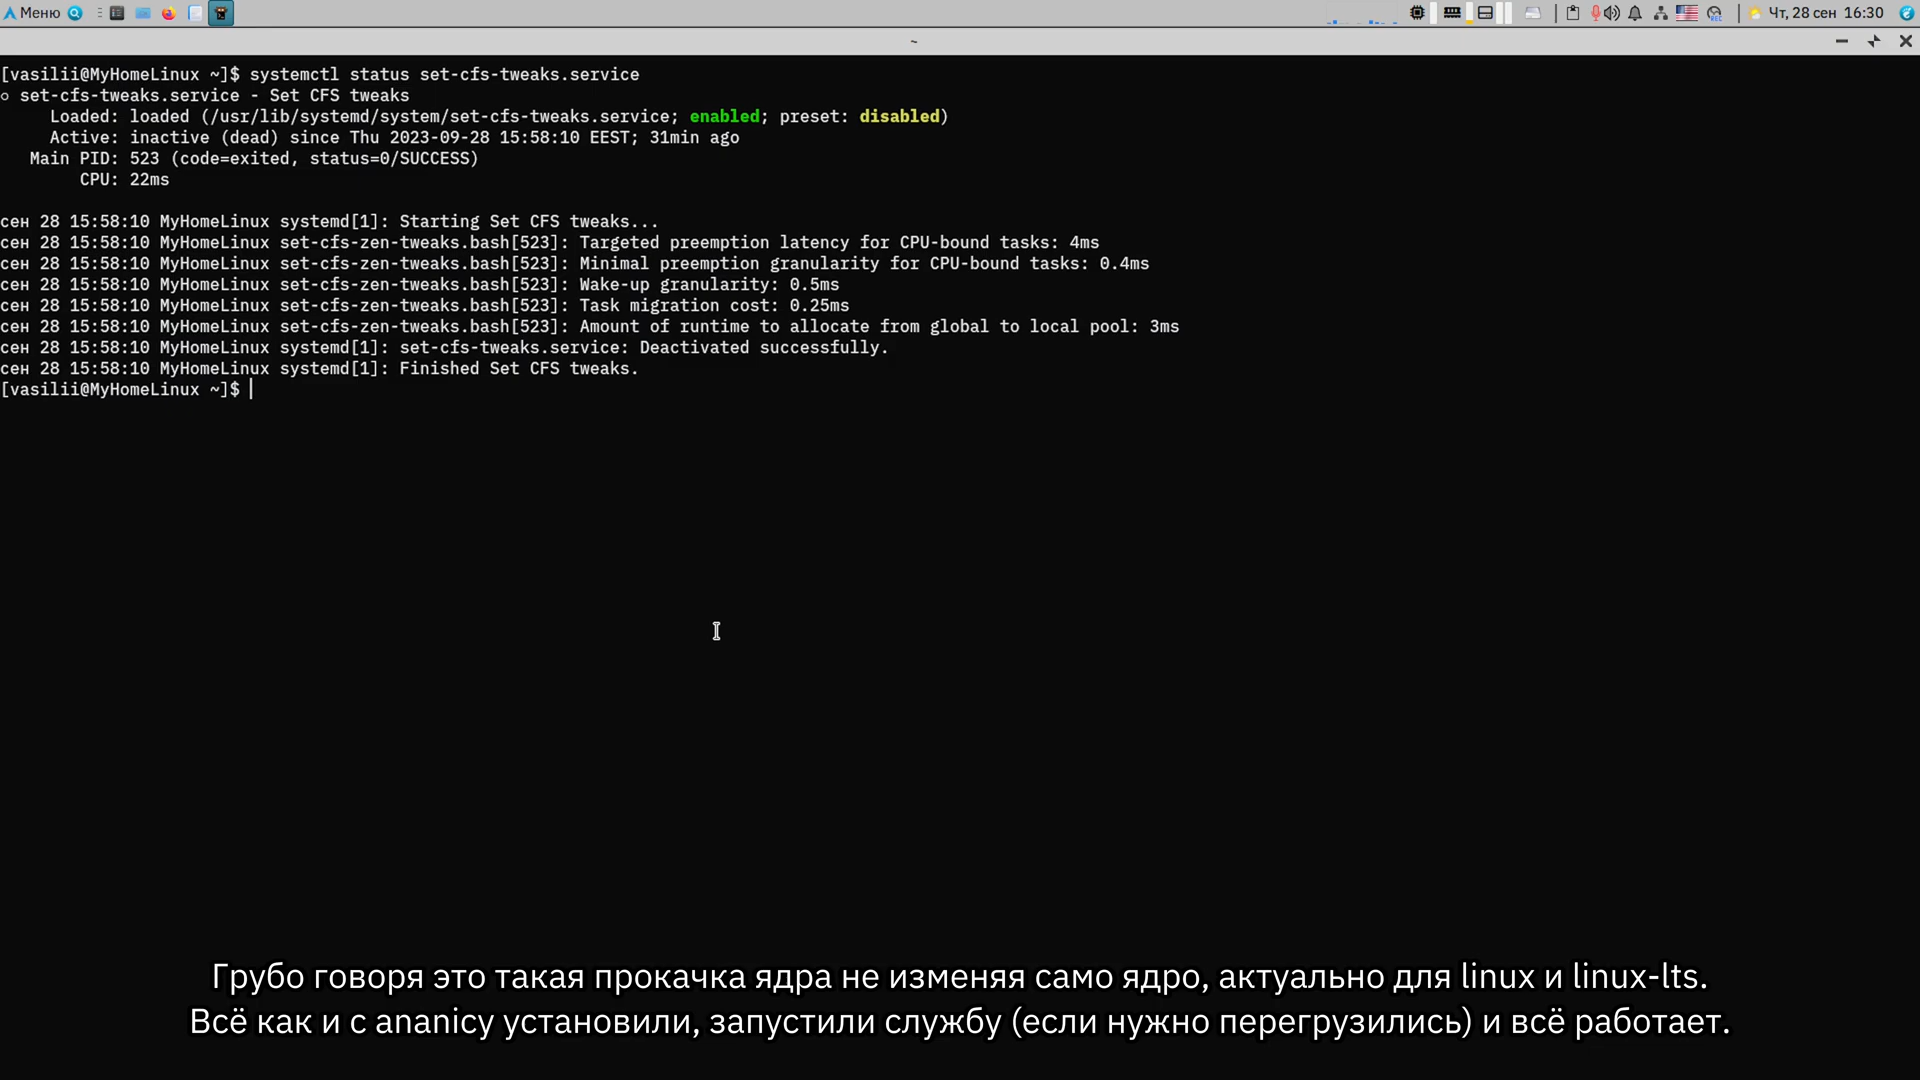 Меню
Чт, 28 сен 16:30
~
[vasilii@MyHomeLinux ~]$ systemctl status set-cfs-tweaks.service
○ set-cfs-tweaks.service - Set CFS tweaks
Loaded: loaded (/usr/lib/systemd/system/set-cfs-tweaks.service; enabled; preset: disabled)
Active: inactive (dead) since Thu 2023-09-28 15:58:10 EEST; 31min ago
Main PID: 523 (code=exited, status=0/SUCCESS)
CPU: 22ms
сен 28 15:58:10 MyHomeLinux systemd[1]: Starting Set CFS tweaks...
сен 28 15:58:10 MyHomeLinux set-cfs-zen-tweaks.bash[523]: Targeted preemption latency for CPU-bound tasks: 4ms
сен 28 15:58:10 MyHomeLinux set-cfs-zen-tweaks.bash[523]: Minimal preemption granularity for CPU-bound tasks: 0.4ms
сен 28 15:58:10 MyHomeLinux set-cfs-zen-tweaks.bash[523]: Wake-up granularity: 0.5ms
сен 28 15:58:10 MyHomeLinux set-cfs-zen-tweaks.bash[523]: Task migration cost: 0.25ms
сен 28 15:58:10 MyHomeLinux set-cfs-zen-tweaks.bash[523]: Amount of runtime to allocate from global to local pool: 3ms
сен 28 15:58:10 MyHomeLinux systemd[1]: set-cfs-tweaks.service: Deactivated successfully.
сен 28 15:58:10 MyHomeLinux systemd[1]: Finished Set CFS tweaks.
[vasilii@MyHomeLinux ~]$
Грубо говоря это такая прокачка ядра не изменяя само ядро, актуально для linux и linux-lts.
Всё как и с ananicy установили, запустили службу (если нужно перегрузились) и всё работает.